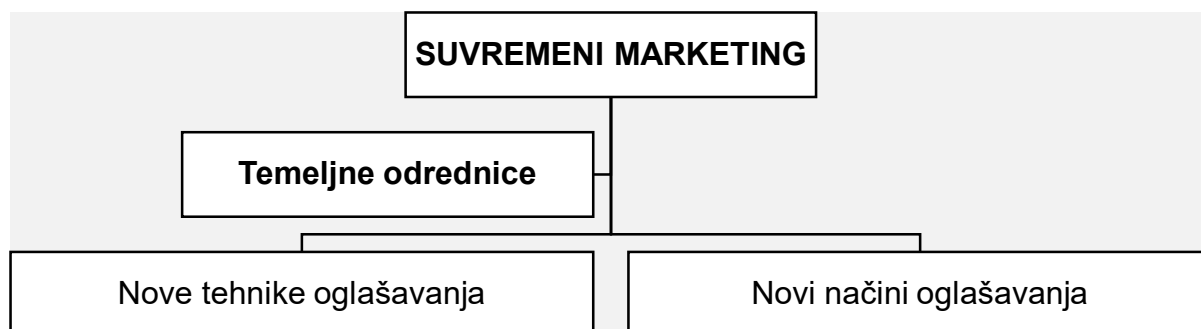 SUVREMENI MARKETING
Temeljne odrednice
Nove tehnike oglašavanja
Novi načini oglašavanja